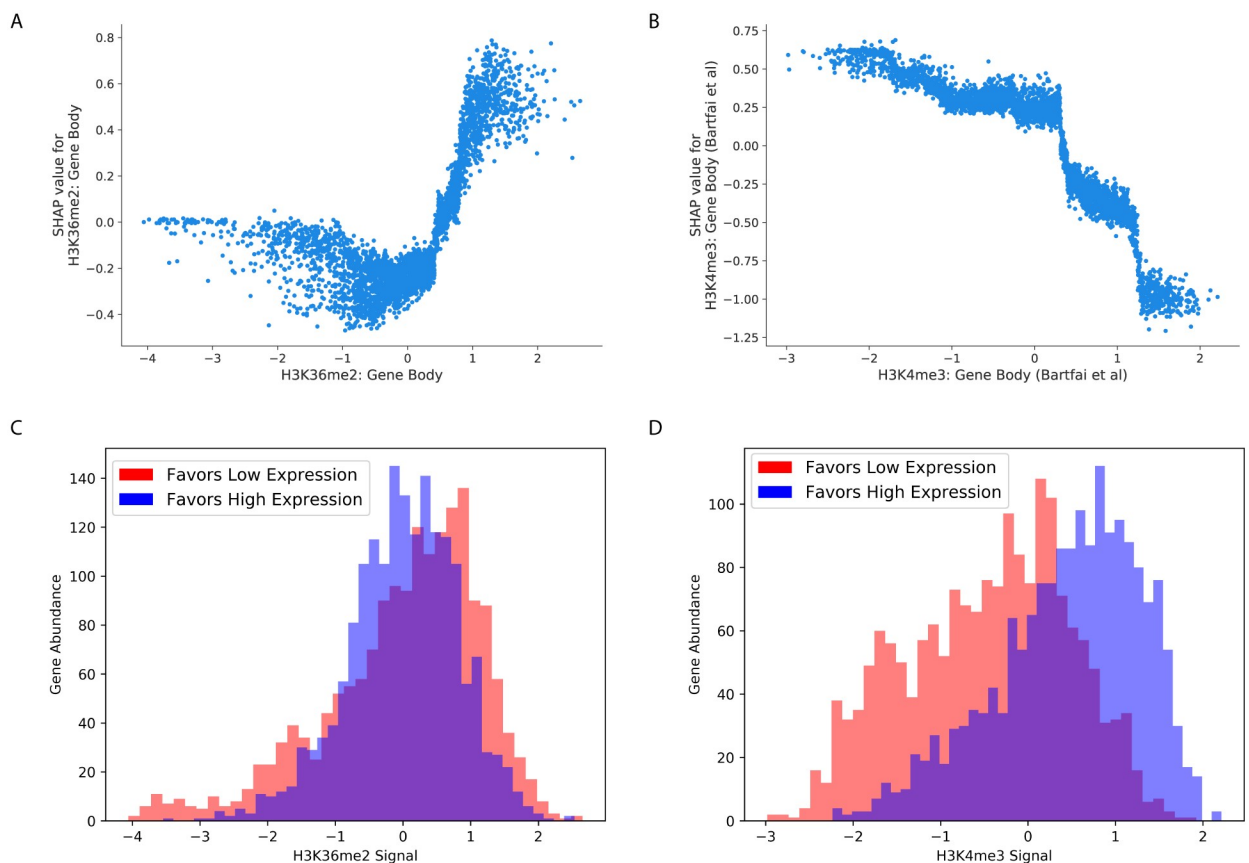 A
SHAP value for
H3K36me2: Gene Body
0.8
0.6
0.4
0.2
0.0
−0.2
−0.4
−4 −3 −2 −1 0 1 2
H3K36me2: Gene Body
B
SHAP value for
H3K4me3: Gene Body (Bartfai et al)
0.75
0.50
0.25
0.00
−0.25
−0.50
−0.75
−1.00
−1.25
−3 −2 −1 0 1 2
H3K4me3: Gene Body (Bartfai et al)
C
Favors Low Expression
Favors High Expression
Gene Abundance
140
120
100
80
60
40
20
0
−4 −3 −2 −1 0 1 2
H3K36me2 Signal
D
Favors Low Expression
Favors High Expression
Gene Abundance
100
80
60
40
20
0
−3 −2 −1 0 1 2
H3K4me3 Signal